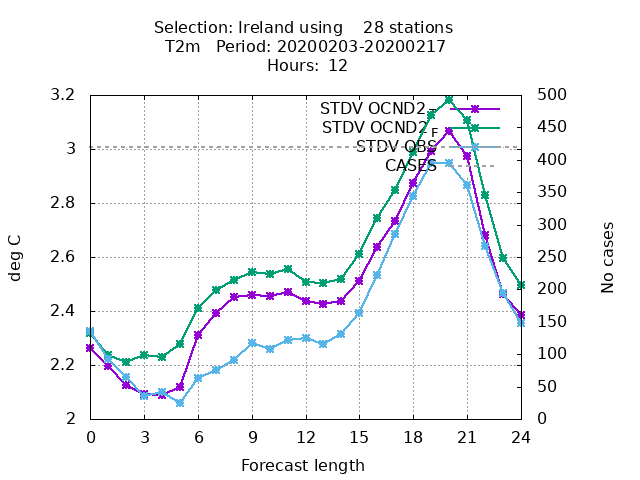 Selection: Ireland using 28 stations
T2m Period: 20200203-20200217
Hours: 12
3.2 500
STDV OCND2
450
STDV OCND2 F
3 STDV OBS 400
CASES
350
2.8
300
2.6 250
200
2.4
150
2.2 100
50
2 0
0 3 6 9 12 15 18 21 24
deg C
No cases
Forecast length